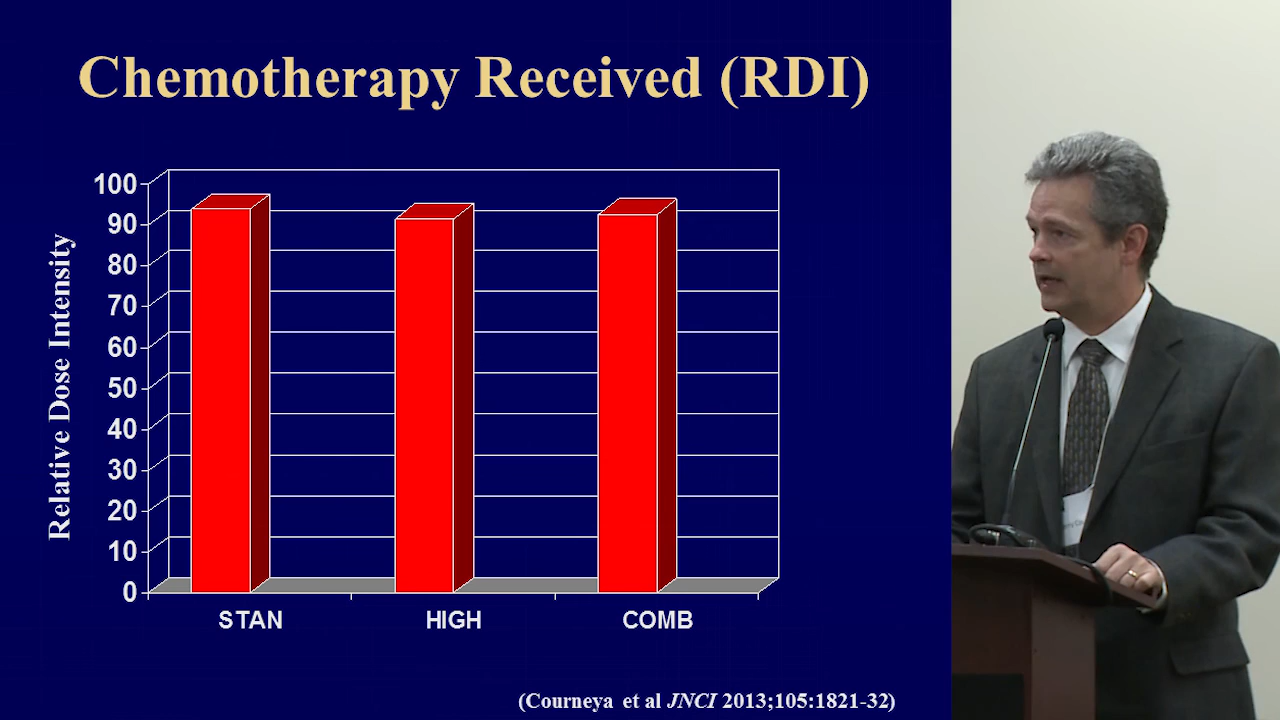 Chemotherapy Received (RDI)
Relative Dose Intensity
100
90
80
70
60
50
40
30
20
10
0
STAN HIGH COMB
(Courneya et al JNCI 2013;105:1821-32)